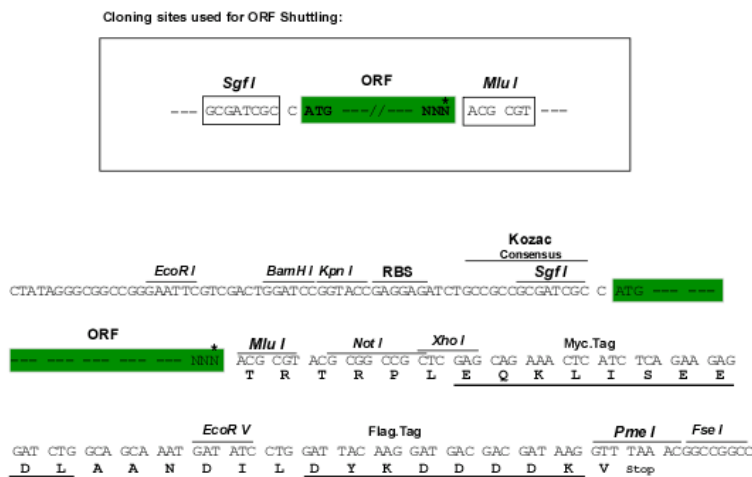 Cloning sites used for ORF Shuttling:
Sgf I ORF Mlu I
--- GCGATCGC C ATG ---//--- NNN* ACG CGT ---
Kozac
Consensus
EcoR I BamH I Kpn I RBS Sgf I
CTATAGGGCGGCCGGGAATTCGTCGACTGGATCCGGTACCGAGGAGATCTGCCGCCGCGATCGC C ATG --- ---
ORF Mlu I Not I Xho I Myc.Tag
--- --- --- --- --- --- NNN* ACG CGT ACG CGG CCG CTC GAG CAG AAA CTC ATC TCA GAA GAG
T R T R P L E Q K L I S E E
EcoR V Flag.Tag Pme I Fse I
GAT CTG GCA GCA AAT GAT ATC CTG GAT TAC AAG GAT GAC GAC GAT AAG GTT TAA ACGGCCGGCC
D L A A N D I L D Y K D D D D K V Stop